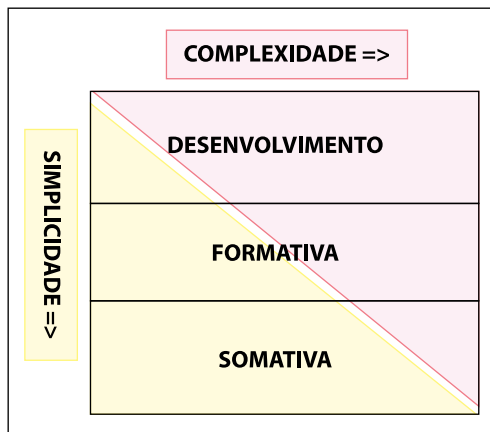 COMPLEXIDADE =>
SIMPLICIDADE =>
DESENVOLVIMENTO
FORMATIVA
SOMATIVA